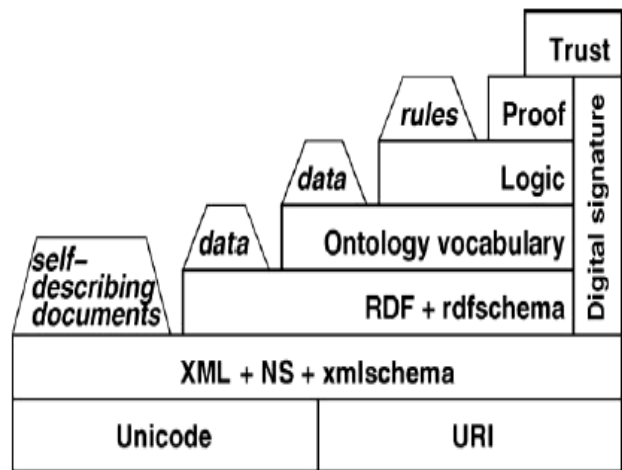 Trust
rules
Proof
data
Logic
data
Ontology vocabulary
self-
describing
documents
RDF + rdfschema
Digital signature
XML + NS + xmlschema
Unicode
URI